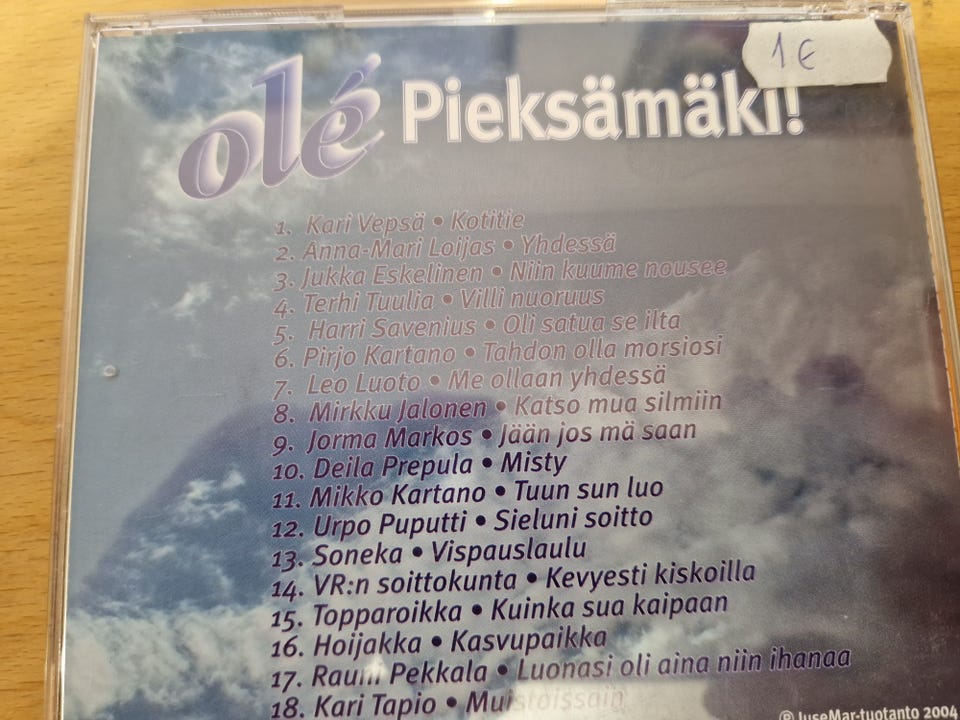 1 €
olé Pieksämäki!
1. Kari Vepsä • Kotitie
2. Anna-Mari Loijas • Yhdessä
3. Jukka Eskelinen • Niin kuume nousee
4. Terhi Tuulia • Villi nuoruus
5. Harri Savenius • Oli satua se ilta
6. Pirjo Kartano • Tahdon olla morsiosi
7. Leo Luoto • Me ollaan yhdessä
8. Mirkku Jalonen • Katso mua silmiin
9. Jorma Markos • Jään jos mä saan
10. Deila Prepula • Misty
11. Mikko Kartano • Tuun sun luo
12. Urpo Puputti • Sieluni soitto
13. Soneka • Vispauslaulu
14. VR:n soittokunta • Kevyesti kiskoilla
15. Topparoikka • Kuinka sua kaipaan
16. Hoijakka • Kasvupaikka
17. Rauni Pekkala • Luonasi oli aina niin ihanaa
18. Kari Tapio • Muistoissain
℗ JuseMar-tuotanto 2004